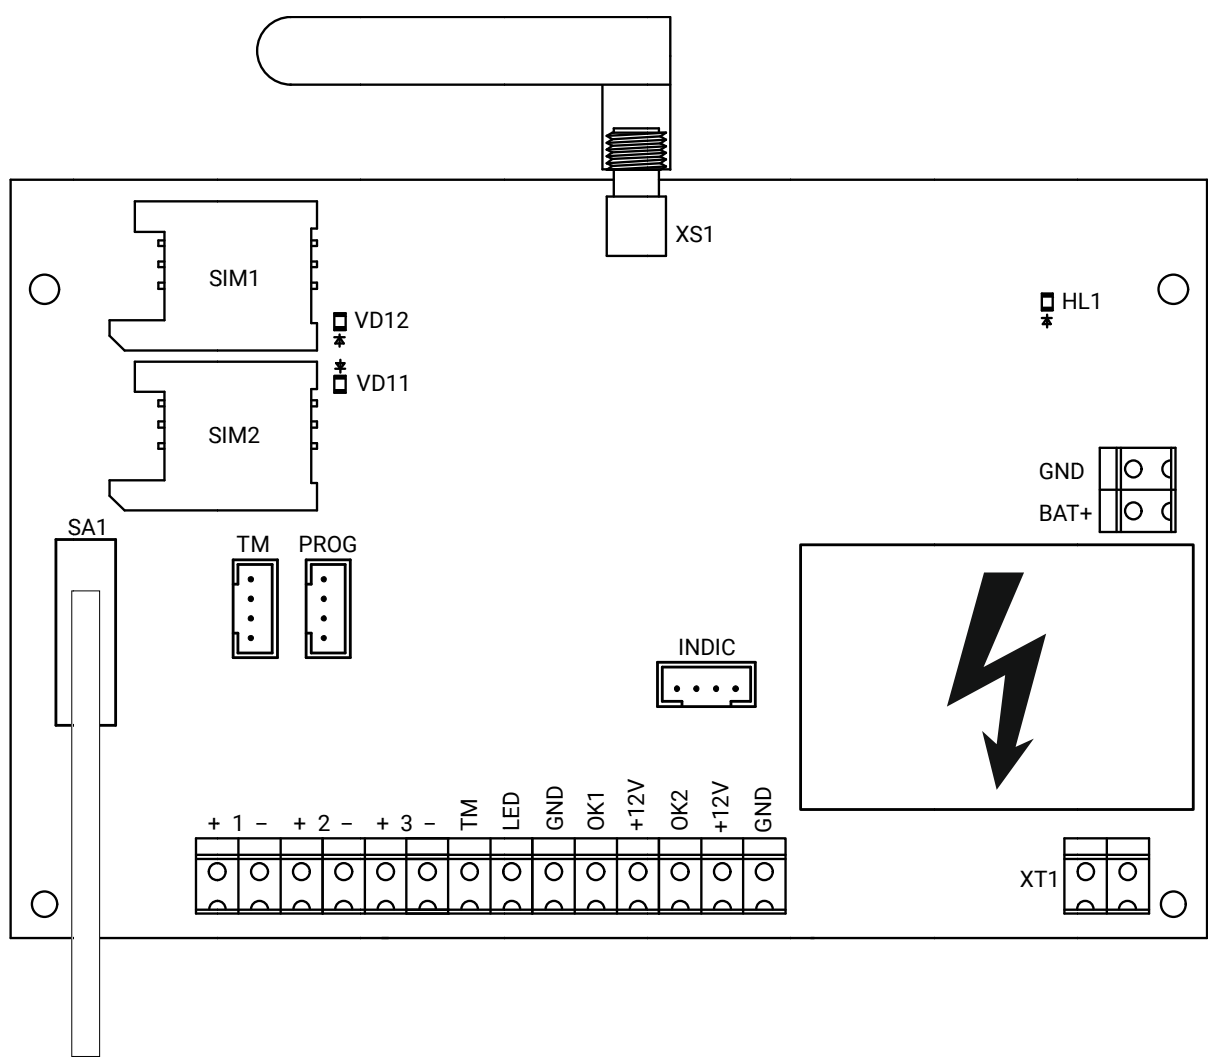 XS1
SIM1
HL1
VD12
VD11
SIM2
GND
BAT+
SA1
TM PROG
INDIC
+ 1 − + 2 − + 3 − TM LED GND OK1 +12V OK2 +12V GND
XT1